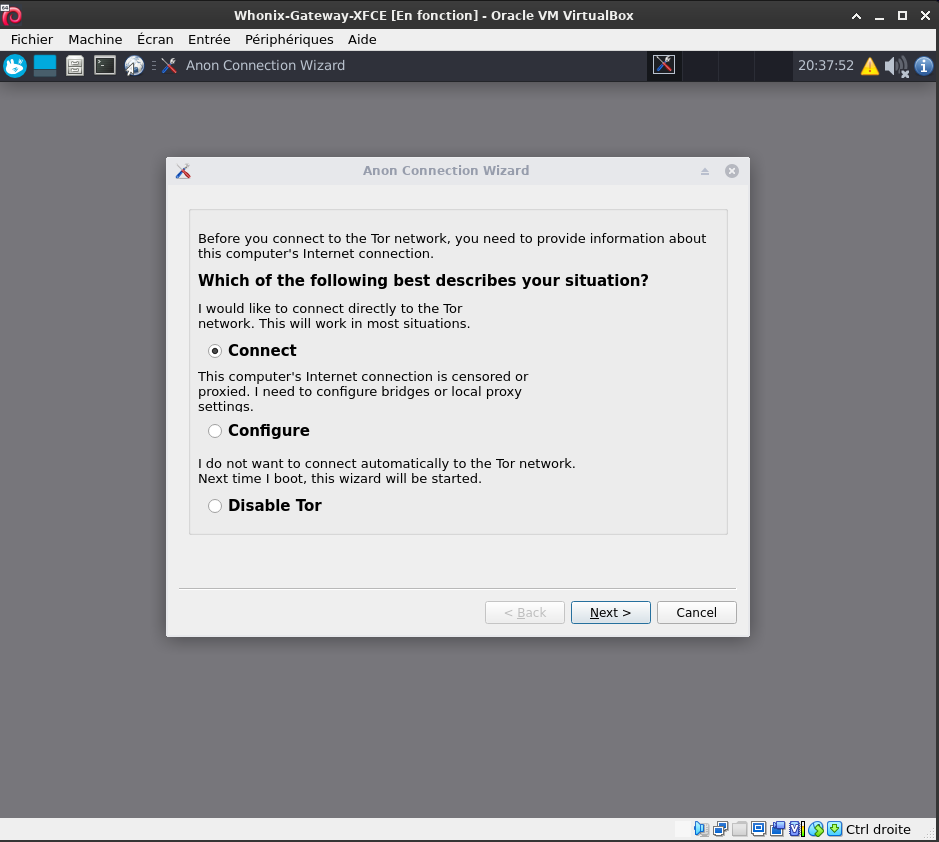 Whonix-Gateway-XFCE [En fonction] - Oracle VM VirtualBox
Fichier Machine Écran Entrée Périphériques Aide
Anon Connection Wizard
20:37:52
Anon Connection Wizard
Before you connect to the Tor network, you need to provide information about
this computer's Internet connection.
Which of the following best describes your situation?
I would like to connect directly to the Tor
network. This will work in most situations.
Connect
This computer's Internet connection is censored or
proxied. I need to configure bridges or local proxy
settings.
Configure
I do not want to connect automatically to the Tor network.
Next time I boot, this wizard will be started.
Disable Tor
< Back Next > Cancel
Ctrl droite